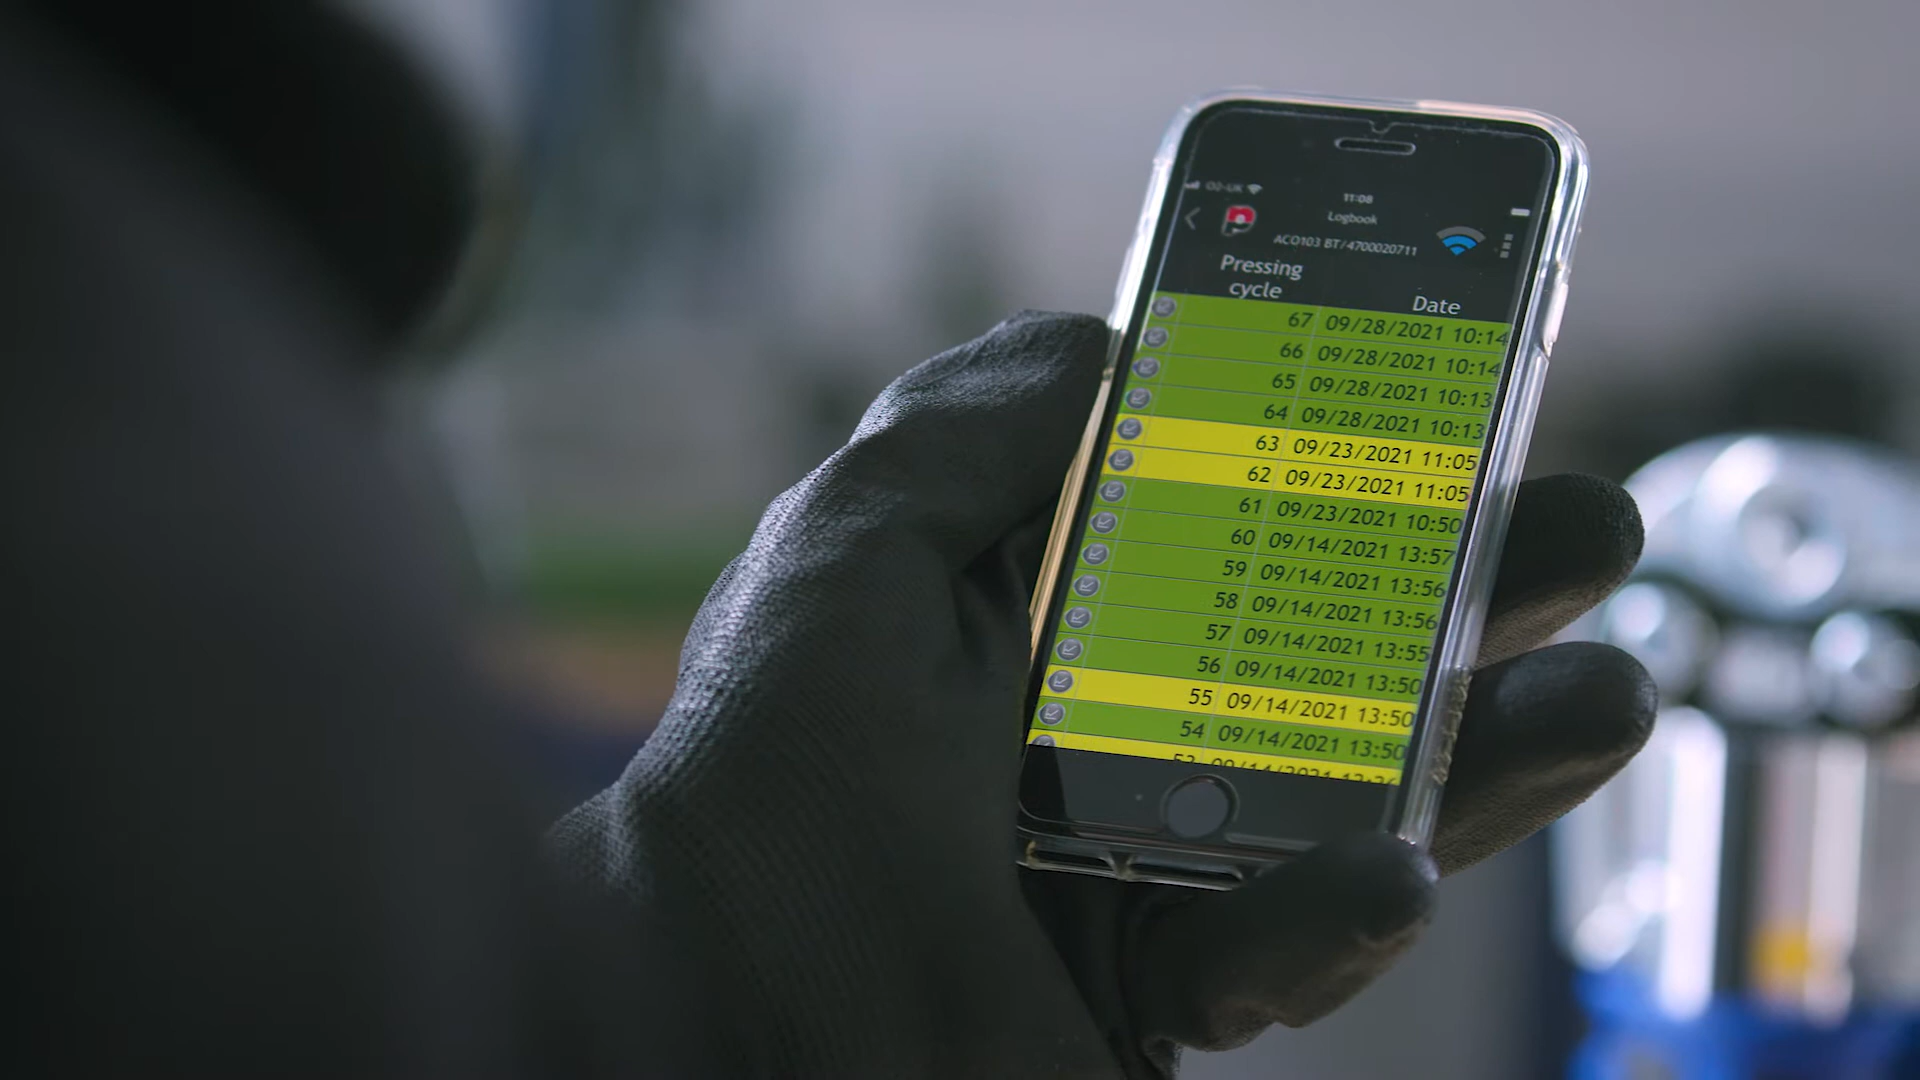 O2-UK
11:08
Logbook
ACO103 BT/4700020711
Pressing
cycle
Date
67 09/28/2021 10:14
66 09/28/2021 10:14
65 09/28/2021 10:13
64 09/28/2021 10:13
63 09/23/2021 11:05
62 09/23/2021 11:05
61 09/23/2021 10:50
60 09/14/2021 13:57
59 09/14/2021 13:56
58 09/14/2021 13:56
57 09/14/2021 13:55
56 09/14/2021 13:50
55 09/14/2021 13:50
54 09/14/2021 13:50
53 09/14/2021